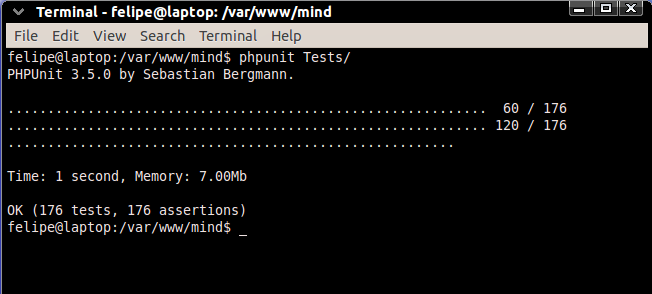 Terminal - felipe@laptop: /var/www/mind
File Edit View Search Terminal Help
felipe@laptop:/var/www/mind$ phpunit Tests/
PHPUnit 3.5.0 by Sebastian Bergmann.
............................................................  60 / 176
............................................................ 120 / 176
........................................................
Time: 1 second, Memory: 7.00Mb
OK (176 tests, 176 assertions)
felipe@laptop:/var/www/mind$ _